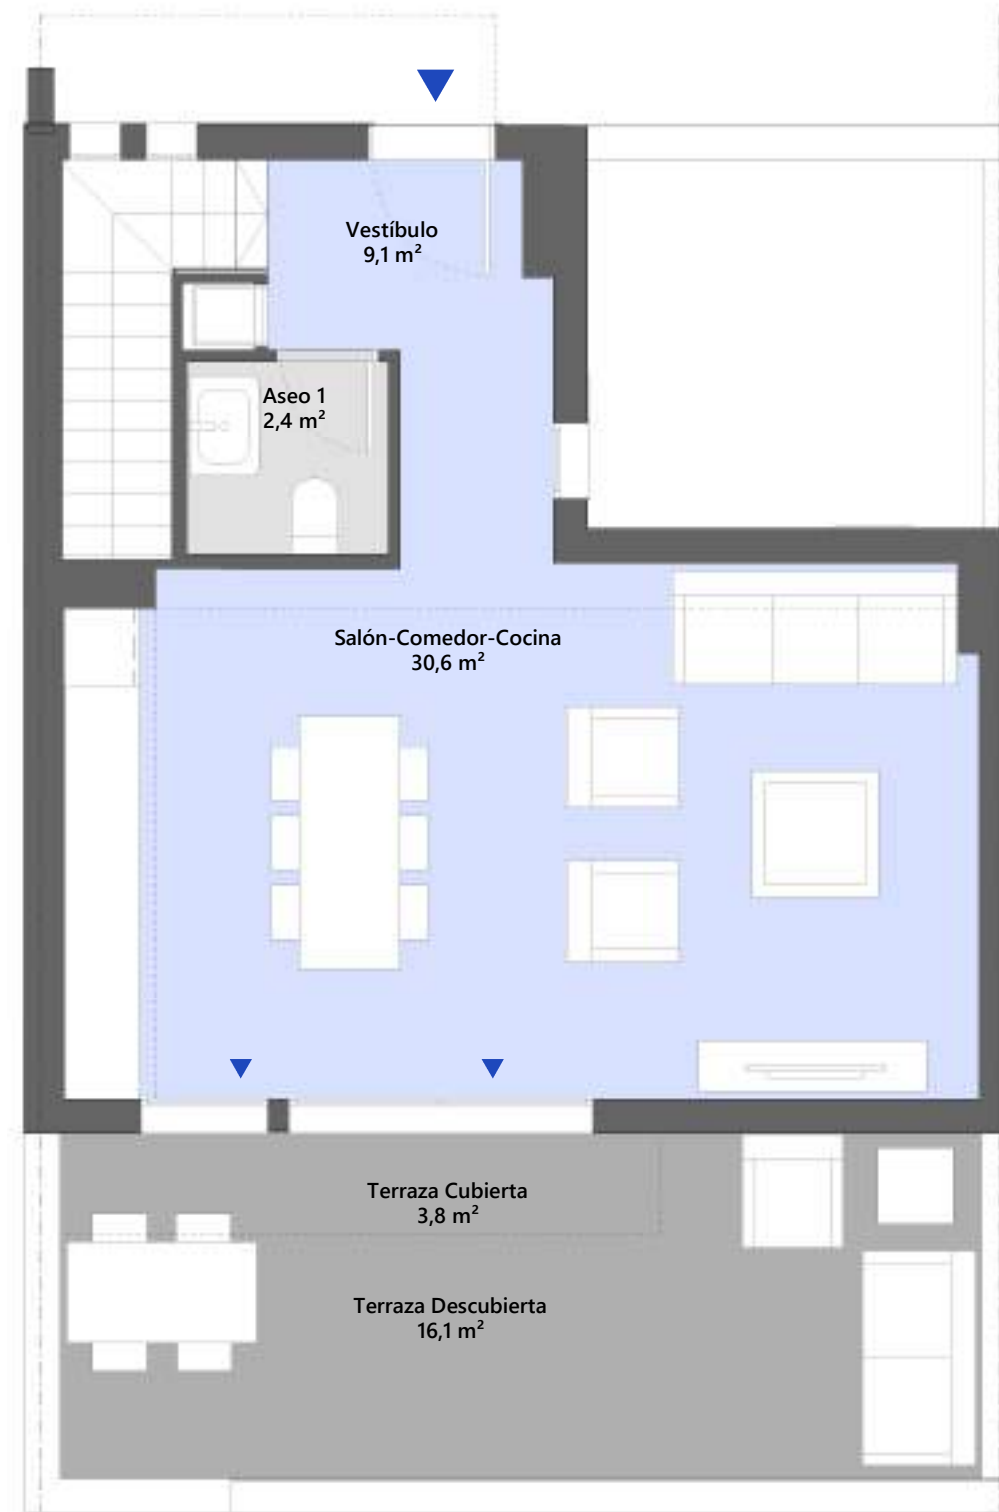 Vestíbulo
9,1 m²
Aseo 1
2,4 m²
Salón-Comedor-Cocina
30,6 m²
Terraza Cubierta
3,8 m²
Terraza Descubierta
16,1 m²